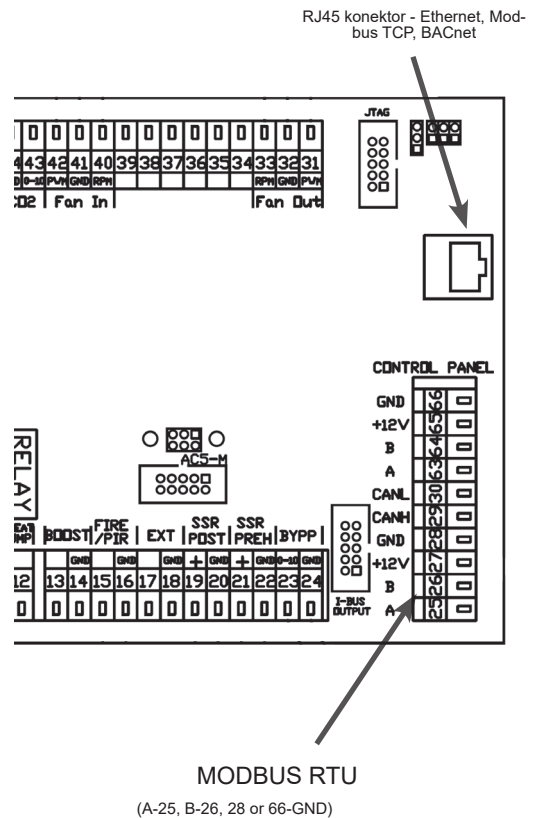 RJ45 konektor - Ethernet, Mod-
bus TCP, BACnet
JTAG
43 42 41 40 39 38 37 36 35 34 33 32 31
0-10 PWM GND RPM RPM GND PWM
CO2 Fan In Fan Out
CONTROL PANEL
GND 66
+12V 65
B 64
A 63
CANL 30
CANH 29
GND 28
+12V 27
B 26
A 25
RELAY
AC5-M
BOOST FIRE /PIR EXT SSR POST SSR PREH BYPP
GND GND GND + GND + GND 0-10 GND
12 13 14 15 16 17 18 19 20 21 22 23 24
I-BUS
OUTPUT
MODBUS RTU
(A-25, B-26, 28 or 66-GND)